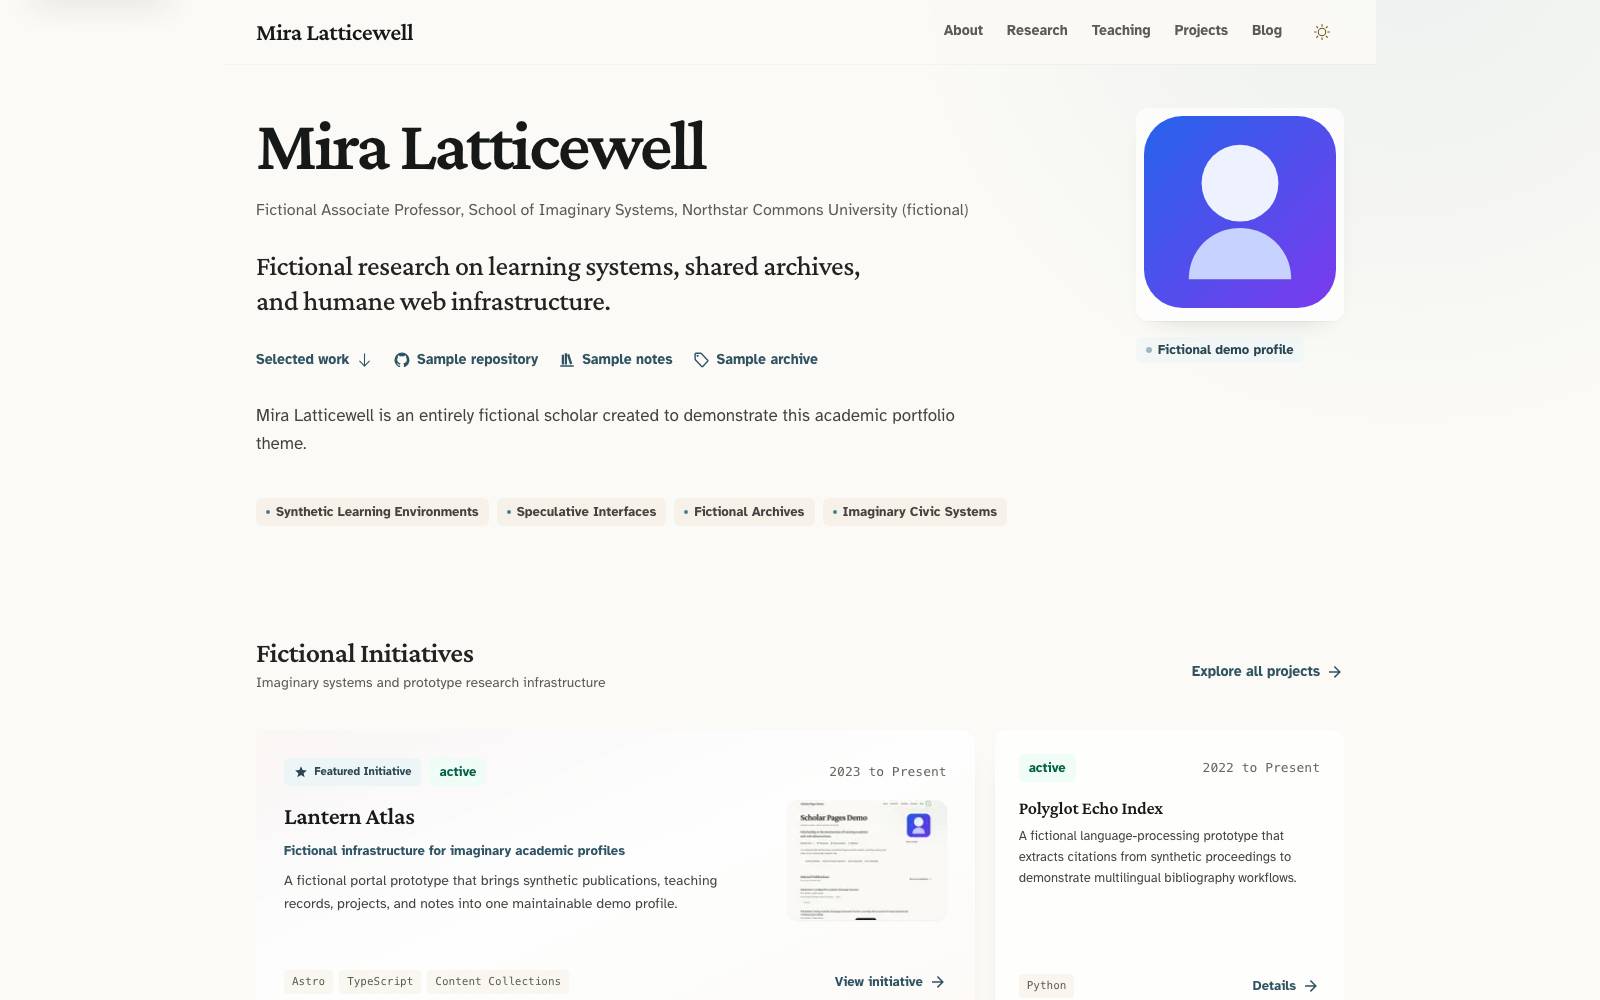 Mira Latticewell
About Research Teaching Projects Blog
Mira Latticewell
Fictional Associate Professor, School of Imaginary Systems, Northstar Commons University (fictional)
Fictional research on learning systems, shared archives,
and humane web infrastructure.
Selected work Sample repository Sample notes Sample archive
Fictional demo profile
Mira Latticewell is an entirely fictional scholar created to demonstrate this academic portfolio
theme.
Synthetic Learning Environments Speculative Interfaces Fictional Archives Imaginary Civic Systems
Fictional Initiatives
Imaginary systems and prototype research infrastructure
Explore all projects
Featured Initiative active 2023 to Present
Lantern Atlas
Fictional infrastructure for imaginary academic profiles
A fictional portal prototype that brings synthetic publications, teaching
records, projects, and notes into one maintainable demo profile.
Scholar Pages Demo
Astro TypeScript Content Collections
View initiative
active 2022 to Present
Polyglot Echo Index
A fictional language-processing prototype that
extracts citations from synthetic proceedings to
demonstrate multilingual bibliography workflows.
Python
Details